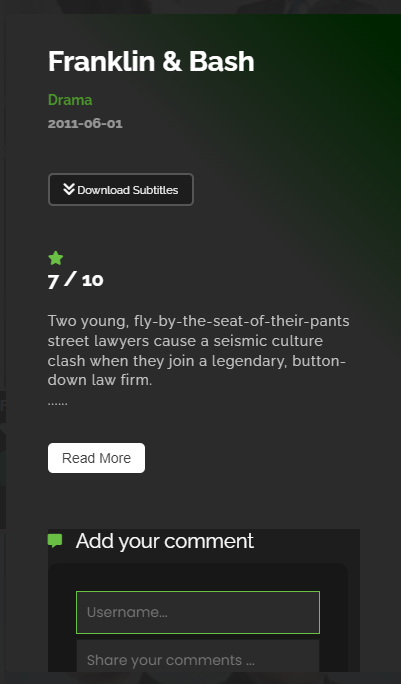 Franklin & Bash
Drama
2011-06-01
Download Subtitles
7 / 10
Two young, fly-by-the-seat-of-their-pants
street lawyers cause a seismic culture
clash when they join a legendary, button-
down law firm.
......
Read More
Add your comment
Username...
Share your comments ...